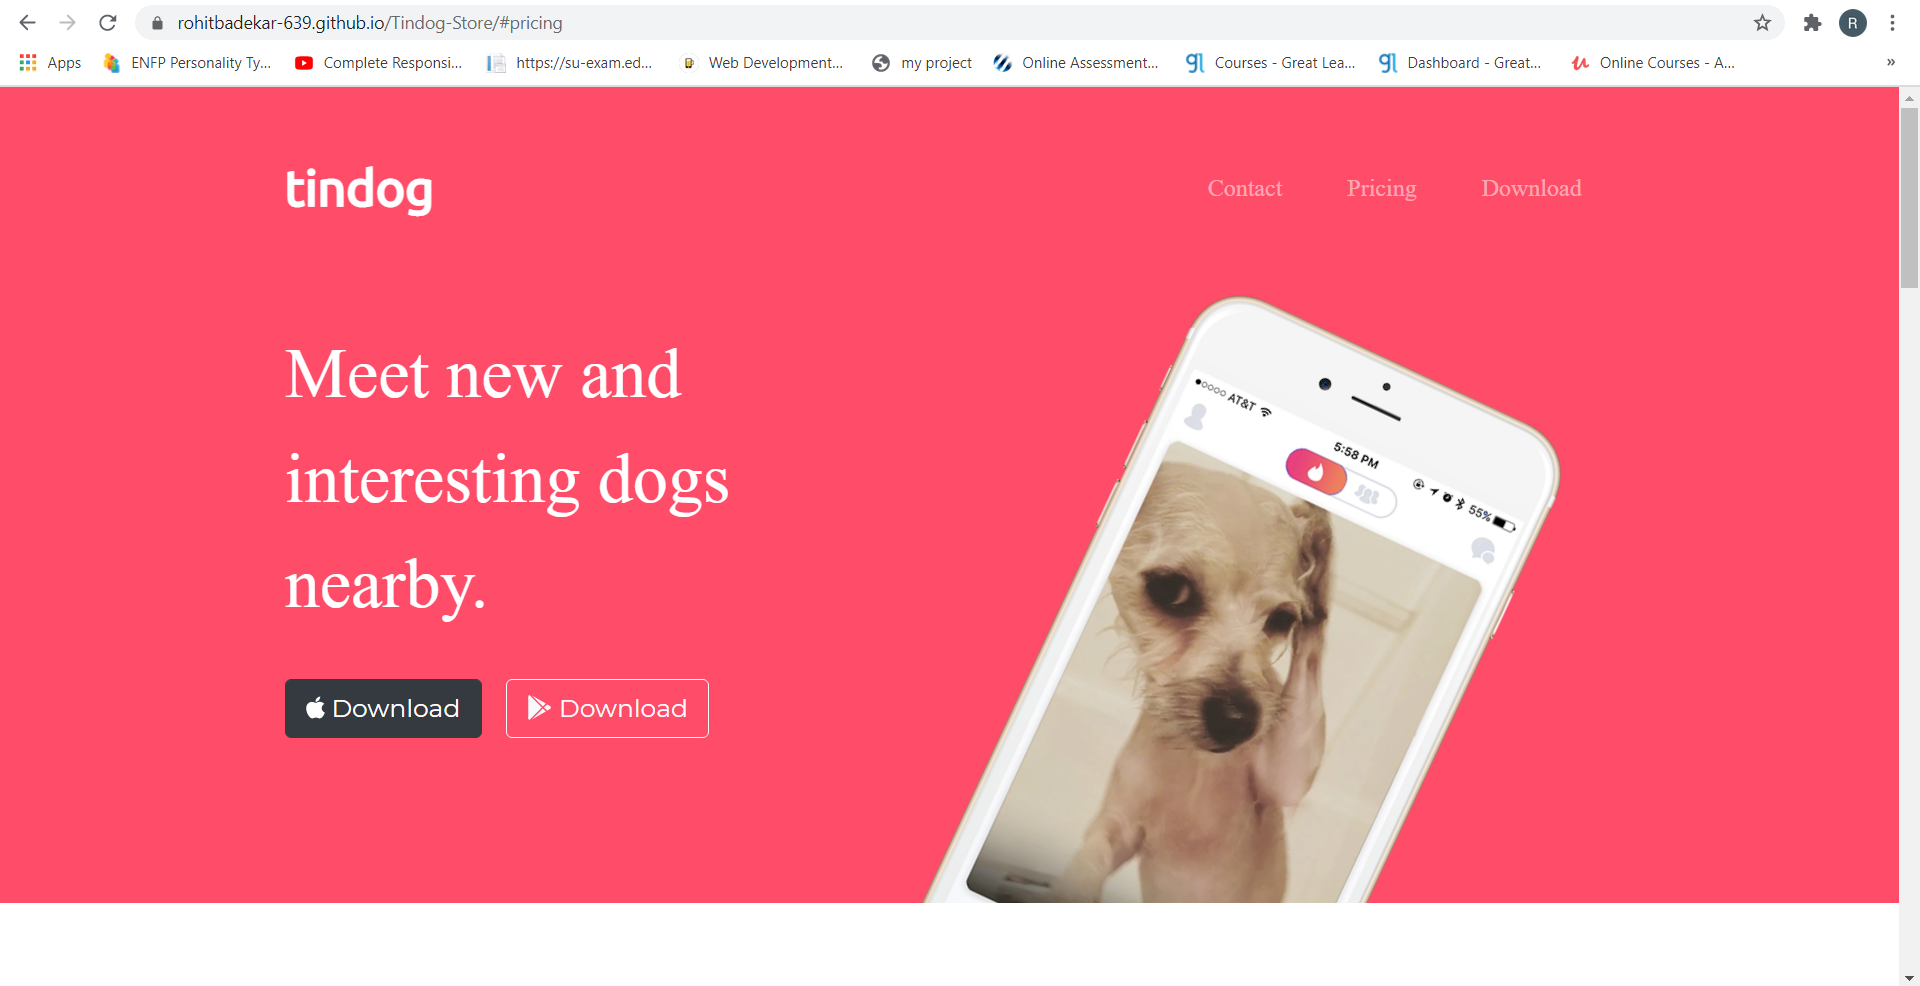 rohitbadekar-639.github.io/Tindog-Store/#pricing
R
Apps
ENFP Personality Ty...
Complete Responsi...
https://su-exam.ed...
Web Development...
my project
Online Assessment...
Courses - Great Lea...
Dashboard - Great...
Online Courses - A...
»
tindog
Contact
Pricing
Download
Meet new and
interesting dogs
nearby.
Download
Download
AT&T
5:58 PM
55%